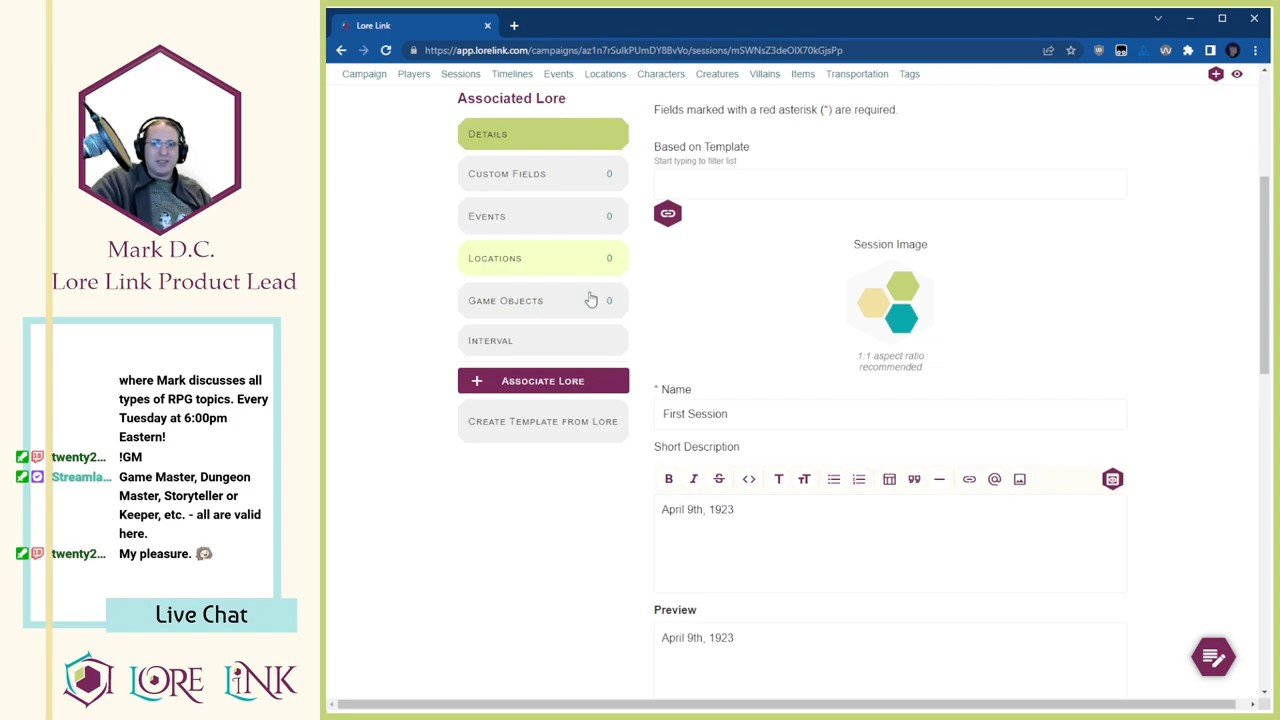 Mark D.C.
Lore Link Product Lead
where Mark discusses all
types of RPG topics. Every
Tuesday at 6:00pm
Eastern!
twenty2... !GM
Streamla... Game Master, Dungeon
Master, Storyteller or
Keeper, etc. - all are valid
here.
twenty2... My pleasure.
Live Chat
LORE LINK
Lore Link
https://app.lorelink.com/campaigns/az1n7rSulkPUmDY8BvVo/sessions/mSWNsZ3deOlX70kGjsPp
Campaign Players Sessions Timelines Events Locations Characters Creatures Villains Items Transportation Tags
Associated Lore
DETAILS
CUSTOM FIELDS 0
EVENTS 0
LOCATIONS 0
GAME OBJECTS 0
INTERVAL
+ ASSOCIATE LORE
CREATE TEMPLATE FROM LORE
Fields marked with a red asterisk (*) are required.
Based on Template
Start typing to filter list
Session Image
1:1 aspect ratio
recommended
* Name
First Session
Short Description
April 9th, 1923
Preview
April 9th, 1923